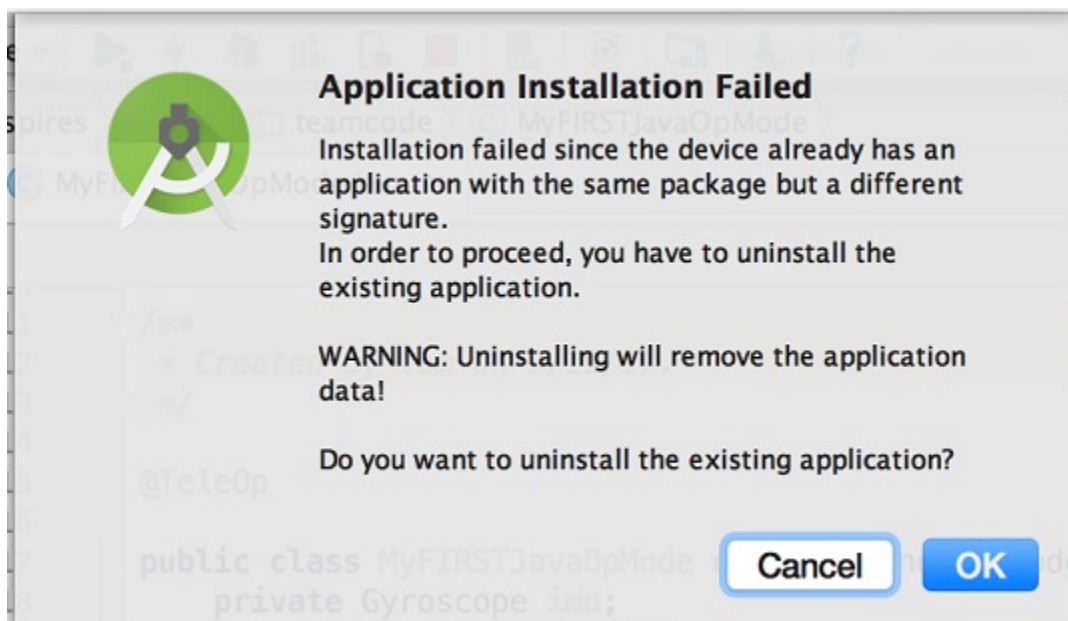 spires teamcode MyFIRSTJavaOpMode
Application Installation Failed
Installation failed since the device already has an
application with the same package but a different
signature.
In order to proceed, you have to uninstall the
existing application.
WARNING: Uninstalling will remove the application
data!
Do you want to uninstall the existing application?
Cancel OK
/**
* Created
*/
@TeleOp
public class MyFIRSTJavaOpMode
private Gyroscope imu;